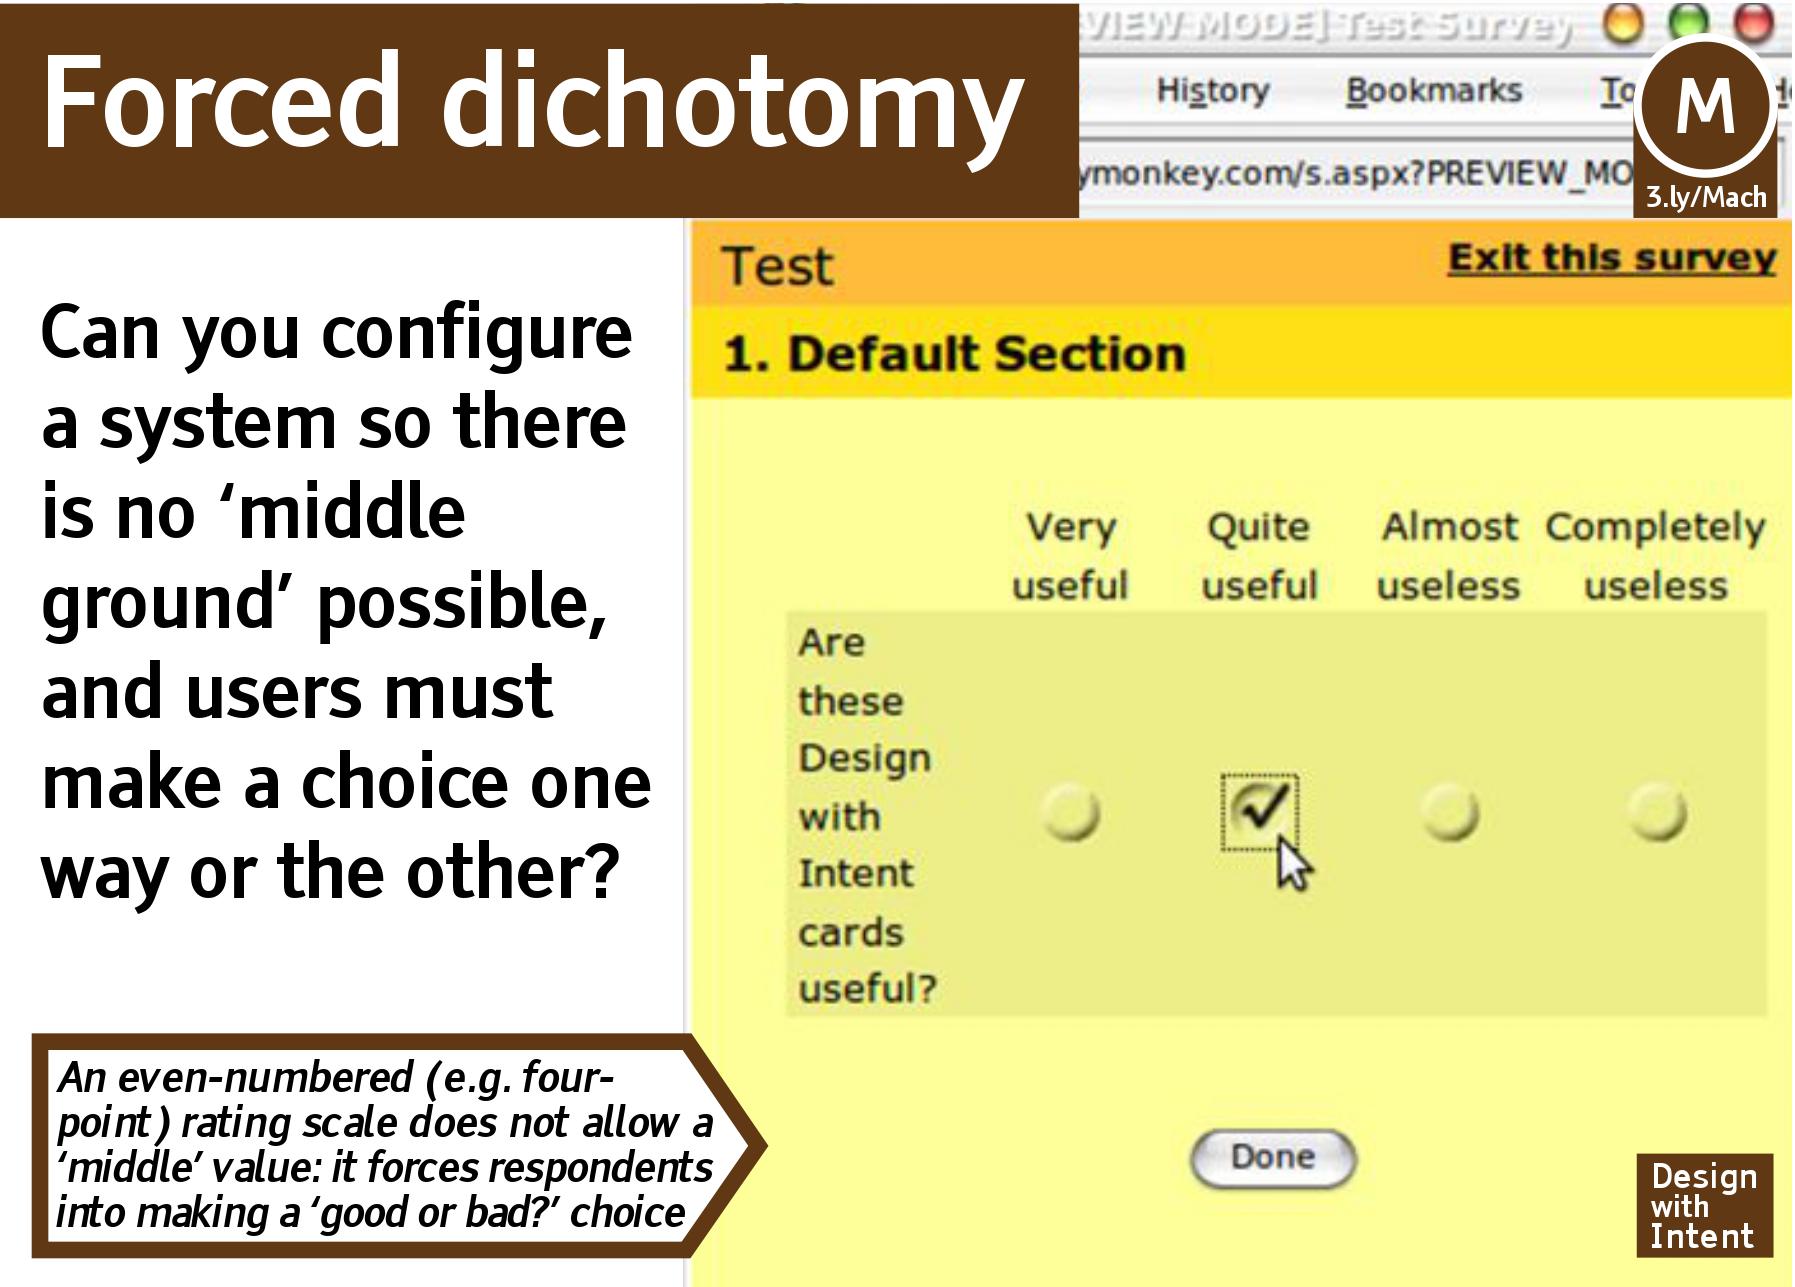 Forced dichotomy
VIEW MODE] Test Survey
History Bookmarks To
ymonkey.com/s.aspx?PREVIEW_MO
M
3.ly/Mach
Can you configure
a system so there
is no ‘middle
ground’ possible,
and users must
make a choice one
way or the other?
An even-numbered (e.g. four-
point) rating scale does not allow a
‘middle’ value: it forces respondents
into making a ‘good or bad?’ choice
Test
Exit this survey
1. Default Section
Very
useful
Quite
useful
Almost
useless
Completely
useless
Are
these
Design
with
Intent
cards
useful?
Done
Design
with
Intent